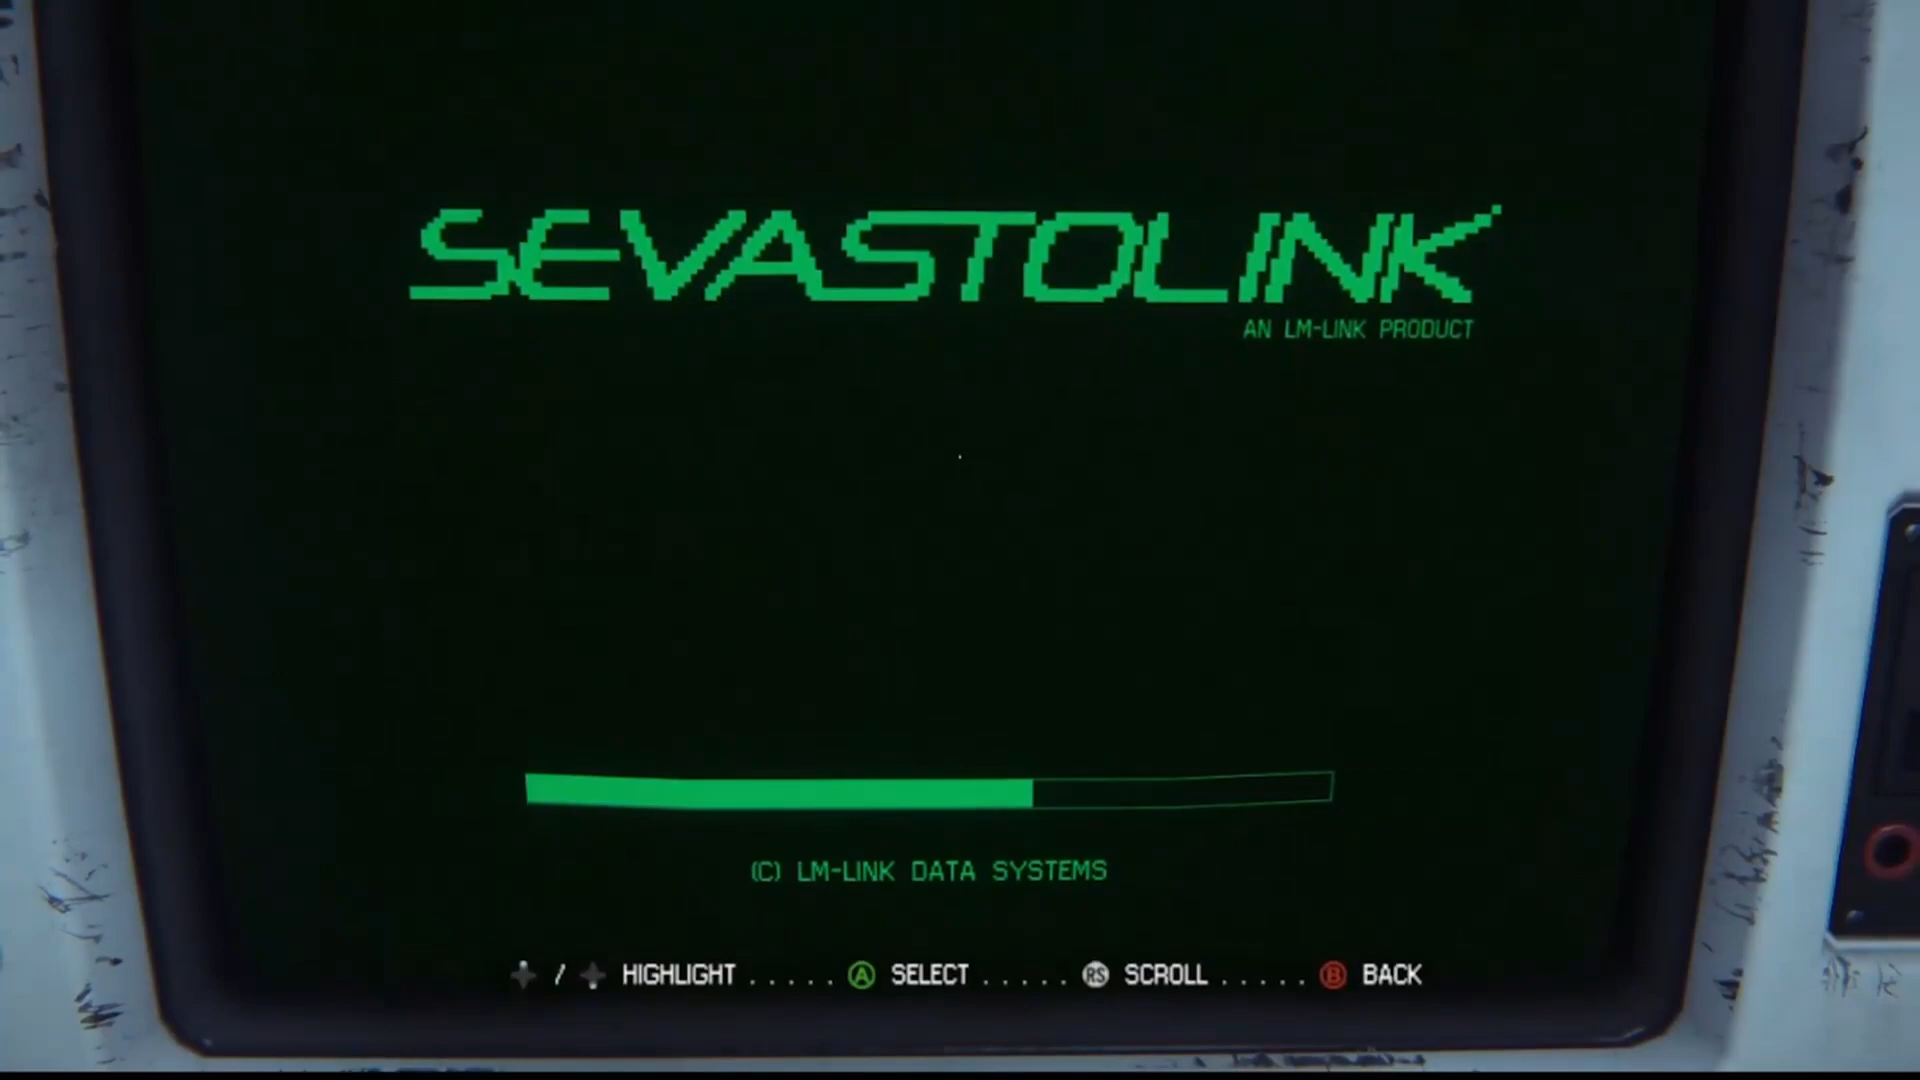 SEVASTOLINK
AN LM-LINK PRODUCT
(C) LM-LINK DATA SYSTEMS
/ HIGHLIGHT ..... A SELECT ..... RS SCROLL ..... B BACK